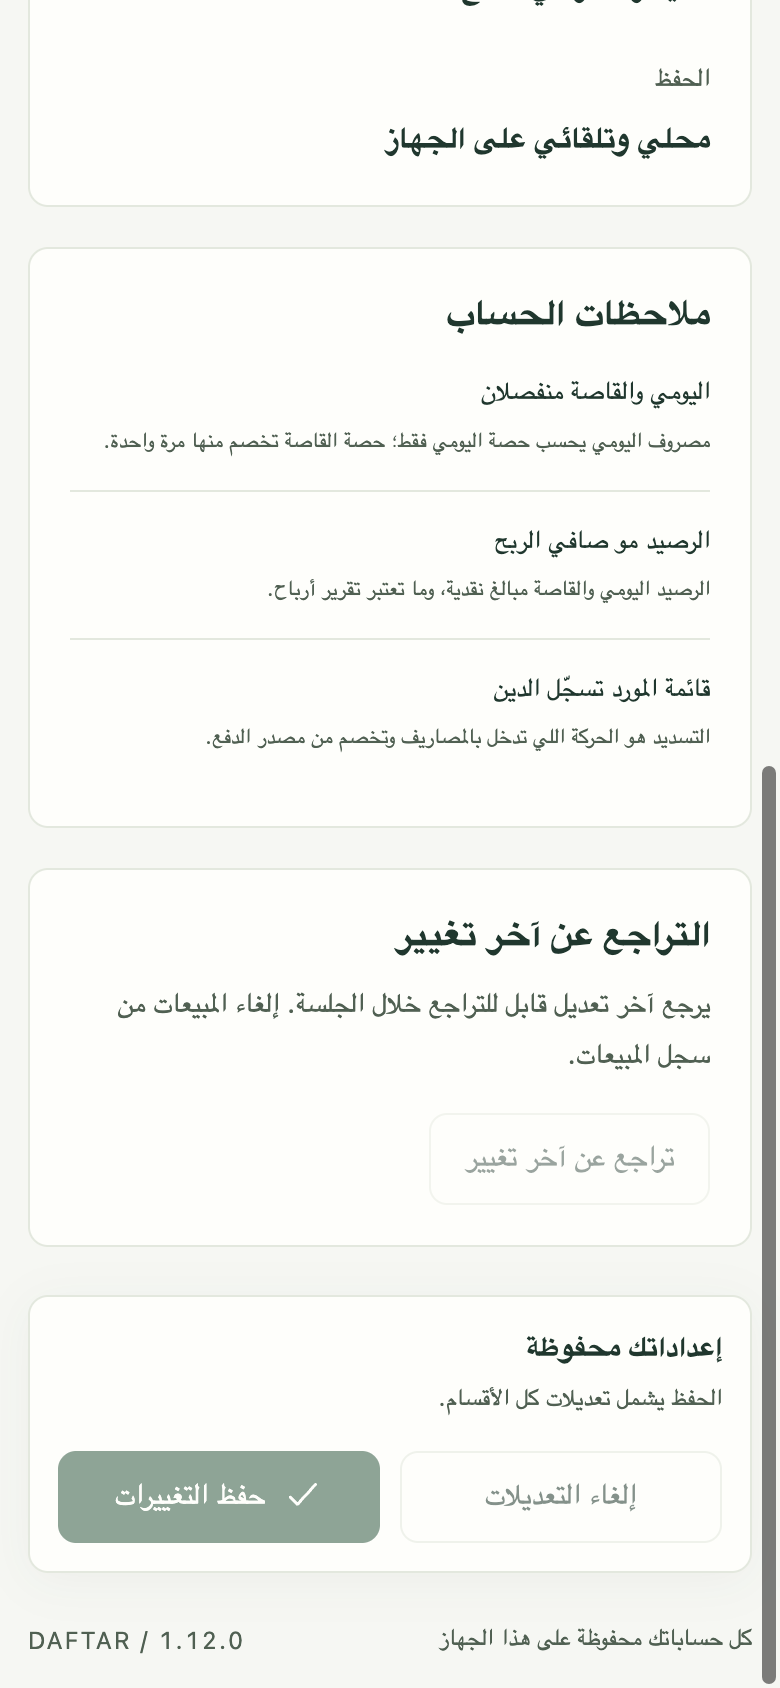 الحفظ
محلي وتلقائي على الجهاز
ملاحظات الحساب
اليومي والقاصة منفصلان
مصروف اليومي يحسب حصة اليومي فقط؛ حصة القاصة تخصم منها مرة واحدة.
الرصيد مو صافي الربح
الرصيد اليومي والقاصة مبالغ نقدية، وما تعتبر تقرير أرباح.
قائمة المورد تسجّل الدين
التسديد هو الحركة اللي تدخل بالمصاريف وتخصم من مصدر الدفع.
التراجع عن آخر تغيير
يرجع آخر تعديل قابل للتراجع خلال الجلسة. إلغاء المبيعات من
سجل المبيعات.
تراجع عن آخر تغيير
إعداداتك محفوظة
الحفظ يشمل تعديلات كل الأقسام.
إلغاء التعديلات
حفظ التغييرات
كل حساباتك محفوظة على هذا الجهاز
DAFTAR / 1.12.0